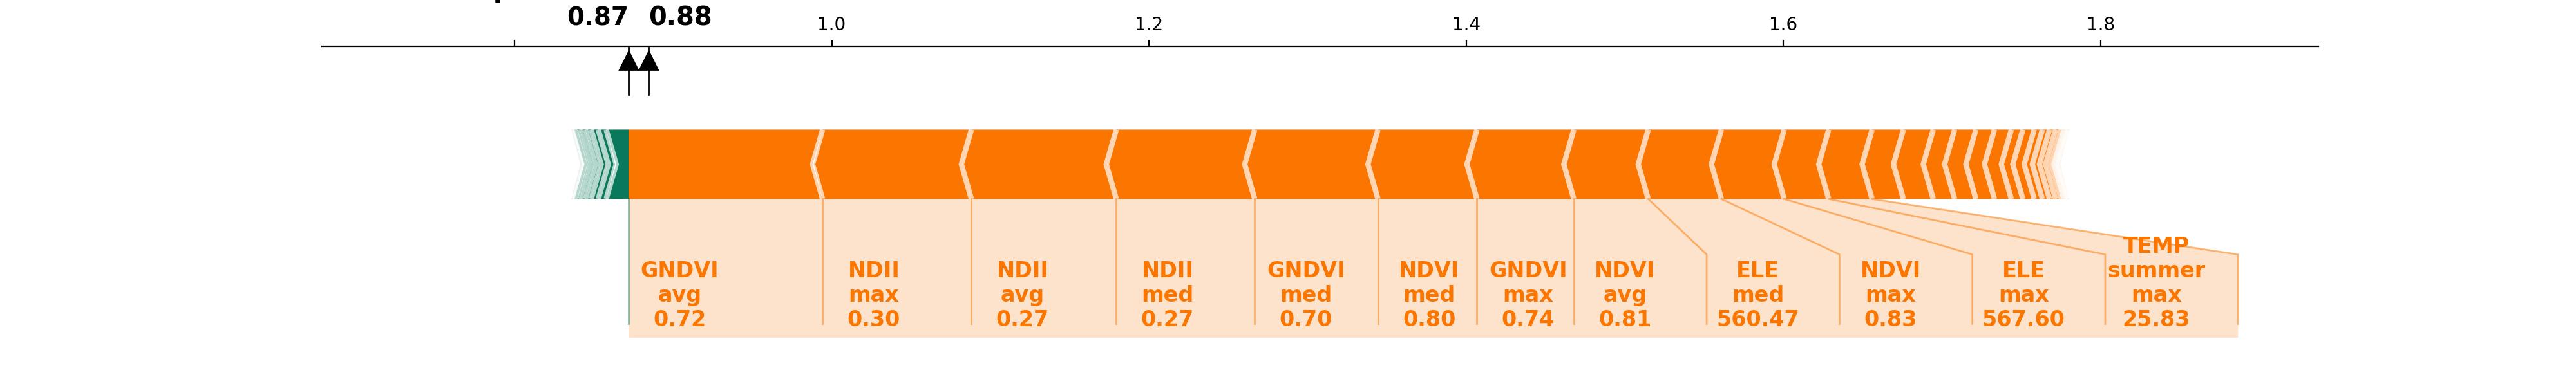 0.87 0.88 1.0 1.2 1.4 1.6 1.8
GNDVI
avg
0.72
NDII
max
0.30
NDII
avg
0.27
NDII
med
0.27
GNDVI
med
0.70
NDVI
med
0.80
GNDVI
max
0.74
NDVI
avg
0.81
ELE
med
560.47
NDVI
max
0.83
ELE
max
567.60
TEMP
summer
max
25.83